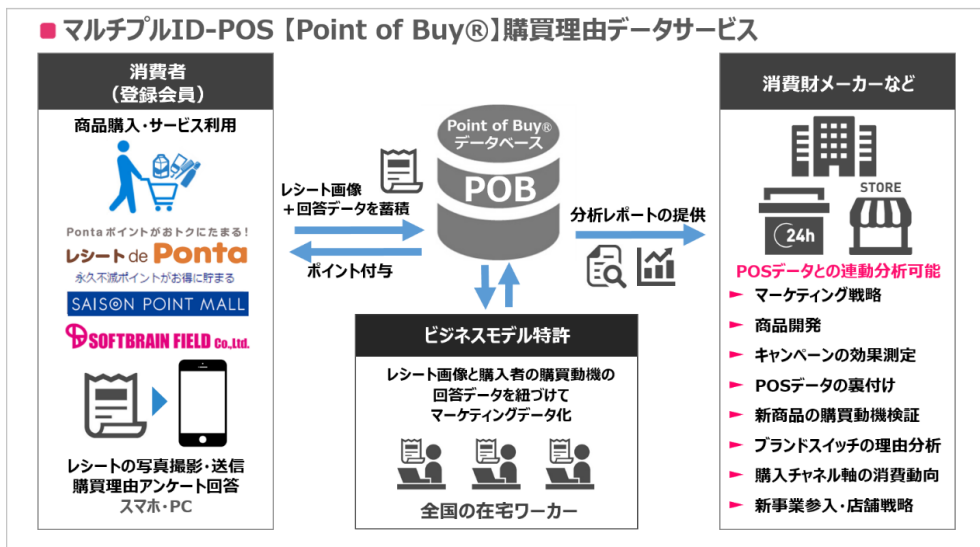 マルチプルID-POS【Point of Buy®】購買理由データサービス
消費者
（登録会員）
商品購入・サービス利用
Pontaポイントがおトクにたまる！
レシート de Ponta
永久不滅ポイントがお得に貯まる
SAISON POINT MALL
SOFTBRAIN FIELD Co.,Ltd.
レシートの写真撮影・送信
購買理由アンケート回答
スマホ・PC
レシート画像
＋回答データを蓄積
ポイント付与
Point of Buy®
データベース
POB
ビジネスモデル特許
レシート画像と購入者の購買動機の
回答データを紐づけて
マーケティングデータ化
全国の在宅ワーカー
分析レポートの提供
消費財メーカーなど
STORE
24h
POSデータとの連動分析可能
► マーケティング戦略
► 商品開発
► キャンペーンの効果測定
► POSデータの裏付け
► 新商品の購買動機検証
► ブランドスイッチの理由分析
► 購入チャネル軸の消費動向
► 新事業参入・店舗戦略